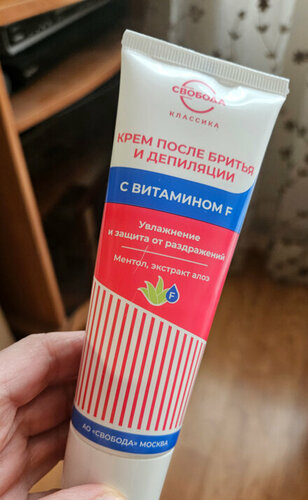 СВОБОДА
КЛАССИКА
КРЕМ ПОСЛЕ БРИТЬЯ
И ДЕПИЛЯЦИИ
С ВИТАМИНОМ F
Увлажнение
и защита от раздражений
Ментол, экстракт алоэ
F
АО «СВОБОДА» МОСКВА